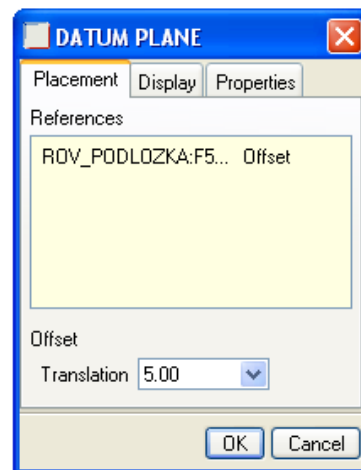 DATUM PLANE
Placement Display Properties
References
ROV_PODLOZKA:F5... Offset
Offset
Translation 5.00
OK Cancel